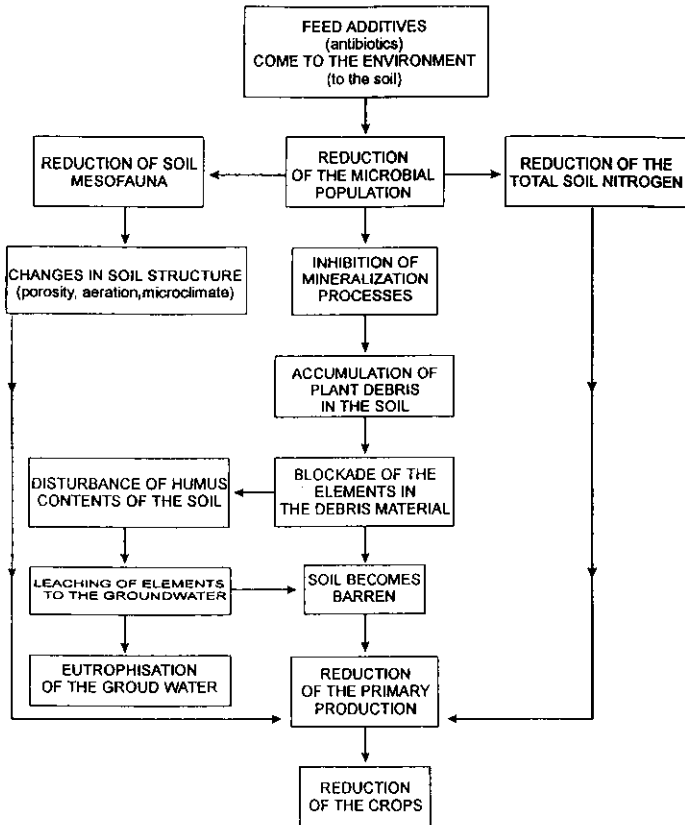 FEED ADDITIVES
(antibiotics)
COME TO THE ENVIRONMENT
(to the soil)
REDUCTION OF SOIL
MESOFAUNA
REDUCTION
OF THE MICROBIAL
POPULATION
REDUCTION OF THE
TOTAL SOIL NITROGEN
CHANGES IN SOIL STRUCTURE
(porosity, aeration,microclimate)
INHIBITION OF
MINERALIZATION
PROCESSES
ACCUMULATION OF
PLANT DEBRIS
IN THE SOIL
DISTURBANCE OF HUMUS
CONTENTS OF THE SOIL
BLOCKADE OF THE
ELEMENTS IN
THE DEBRIS MATERIAL
LEACHING OF ELEMENTS
TO THE GROUNDWATER
SOIL BECOMES
BARREN
EUTROPHISATION
OF THE GROUD WATER
REDUCTION
OF THE PRIMARY
PRODUCTION
REDUCTION
OF THE CROPS